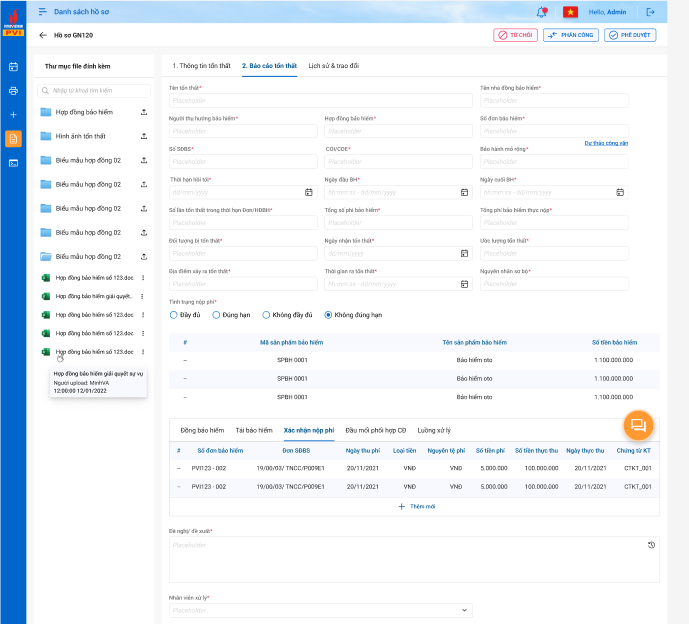 PETROVIETNAM
PVI
Danh sách hồ sơ
Hello, Admin
Hồ sơ GN120
TỪ CHỐI
PHÂN CÔNG
PHÊ DUYỆT
Thư mục file đính kèm
Nhập từ khoá tìm kiếm
Hợp đồng bảo hiểm
Hình ảnh tổn thất
Biểu mẫu hợp đồng 02
Biểu mẫu hợp đồng 02
Biểu mẫu hợp đồng 02
Biểu mẫu hợp đồng 02
Biểu mẫu hợp đồng 02
Hợp đồng bảo hiểm số 123.doc
Hợp đồng bảo hiểm giải quyết..
Hợp đồng bảo hiểm số 123.doc
Hợp đồng bảo hiểm số 123.doc
Hợp đồng bảo hiểm số 123.doc
Hợp đồng bảo hiểm giải quyết sự vụ
Người upload: MinhVA
12:00:00 12/01/2022
1. Thông tin tổn thất 2. Báo cáo tổn thất Lịch sử & trao đổi
Tên tổn thất* Tên nhà đồng bảo hiểm*
Placeholder Placeholder
Người thụ hưởng bảo hiểm* Hợp đồng bảo hiểm* Số đơn bảo hiểm*
Placeholder Placeholder Placeholder
Dự thảo công văn
Số SĐBS* COI/COE* Bảo hành mở rộng*
Placeholder Placeholder Placeholder
Thời hạn hồi tố* Ngày đầu BH* Ngày cuối BH*
dd/mm/yyyy hh:mm:ss - dd/mm/yyyy hh:mm:ss - dd/mm/yyyy
Số lần tổn thất trong thời hạn Đơn/HĐBH* Tổng số phí bảo hiểm* Tổng phí bảo hiểm thực nộp*
Placeholder Placeholder Placeholder
Đối tượng bị tổn thất* Ngày nhận tổn thất* Ước lượng tổn thất*
Placeholder dd/mm/yyyy Placeholder
Địa điểm xảy ra tổn thất* Thời gian ra tổn thất* Nguyên nhân sơ bộ*
Placeholder hh:mm:ss - dd/mm/yyyy Placeholder
Tình trạng nộp phí*
Đầy đủ Đúng hạn Không đầy đủ Không đúng hạn
# Mã sản phẩm bảo hiểm Tên sản phẩm bảo hiểm Số tiền bảo hiểm
-- SPBH 0001 Bảo hiểm oto 1.100.000.000
-- SPBH 0001 Bảo hiểm oto 1.100.000.000
-- SPBH 0001 Bảo hiểm oto 1.100.000.000
Đồng bảo hiểm Tái bảo hiểm Xác nhận nộp phí Đầu mối phối hợp CĐ Luồng xử lý
# Số đơn bảo hiểm Đơn SĐBS Ngày thu phí Loại tiền Nguyên tệ phí Số tiền phí Số tiền thực thu Ngày thực thu Chứng từ KT
-- PVI123 - 002 19/00/03/ TNCC/P009E1 20/11/2021 VNĐ VNĐ 5.000.000 100.000.000 20/11/2021 CTKT_001
-- PVI123 - 002 19/00/03/ TNCC/P009E1 20/11/2021 VNĐ VNĐ 5.000.000 100.000.000 20/11/2021 CTKT_001
Thêm mới
Đề nghị/ đề xuất*
Placeholder
Nhân viên xử lý*
Placeholder